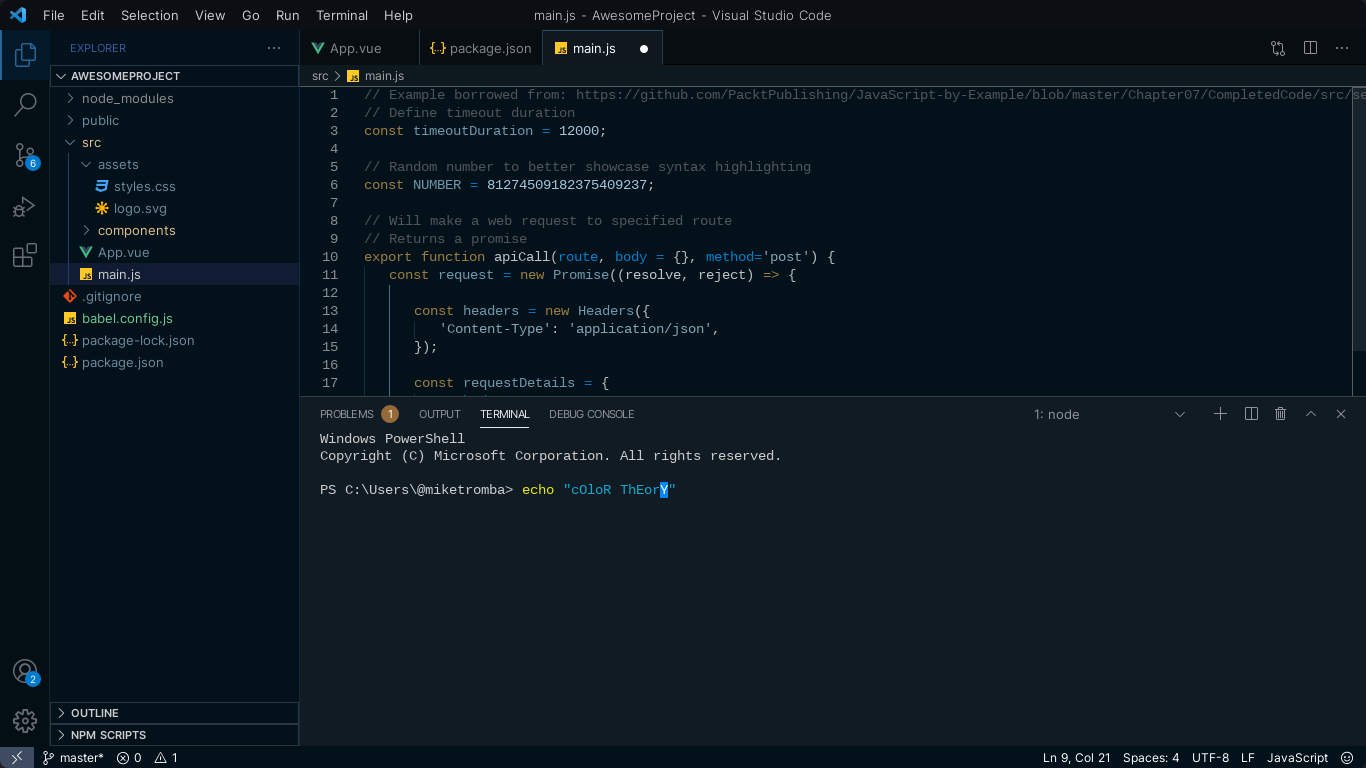 File Edit Selection View Go Run Terminal Help
main.js - AwesomeProject - Visual Studio Code
EXPLORER
AWESOMEPROJECT
node_modules
public
src
assets
styles.css
logo.svg
components
App.vue
main.js
.gitignore
babel.config.js
package-lock.json
package.json
OUTLINE
NPM SCRIPTS
6
2
App.vue
package.json
main.js
src main.js
1 // Example borrowed from: https://github.com/PacktPublishing/JavaScript-by-Example/blob/master/Chapter07/CompletedCode/src/se
2 // Define timeout duration
3 const timeoutDuration = 12000;
4
5 // Random number to better showcase syntax highlighting
6 const NUMBER = 81274509182375409237;
7
8 // Will make a web request to specified route
9 // Returns a promise
10 export function apiCall(route, body = {}, method='post') {
11 const request = new Promise((resolve, reject) => {
12
13 const headers = new Headers({
14 'Content-Type': 'application/json',
15 });
16
17 const requestDetails = {
PROBLEMS 1 OUTPUT TERMINAL DEBUG CONSOLE 1: node
Windows PowerShell
Copyright (C) Microsoft Corporation. All rights reserved.
PS C:\Users\@miketromba> echo "cOloR ThEorY"
master* 0 1 Ln 9, Col 21 Spaces: 4 UTF-8 LF JavaScript